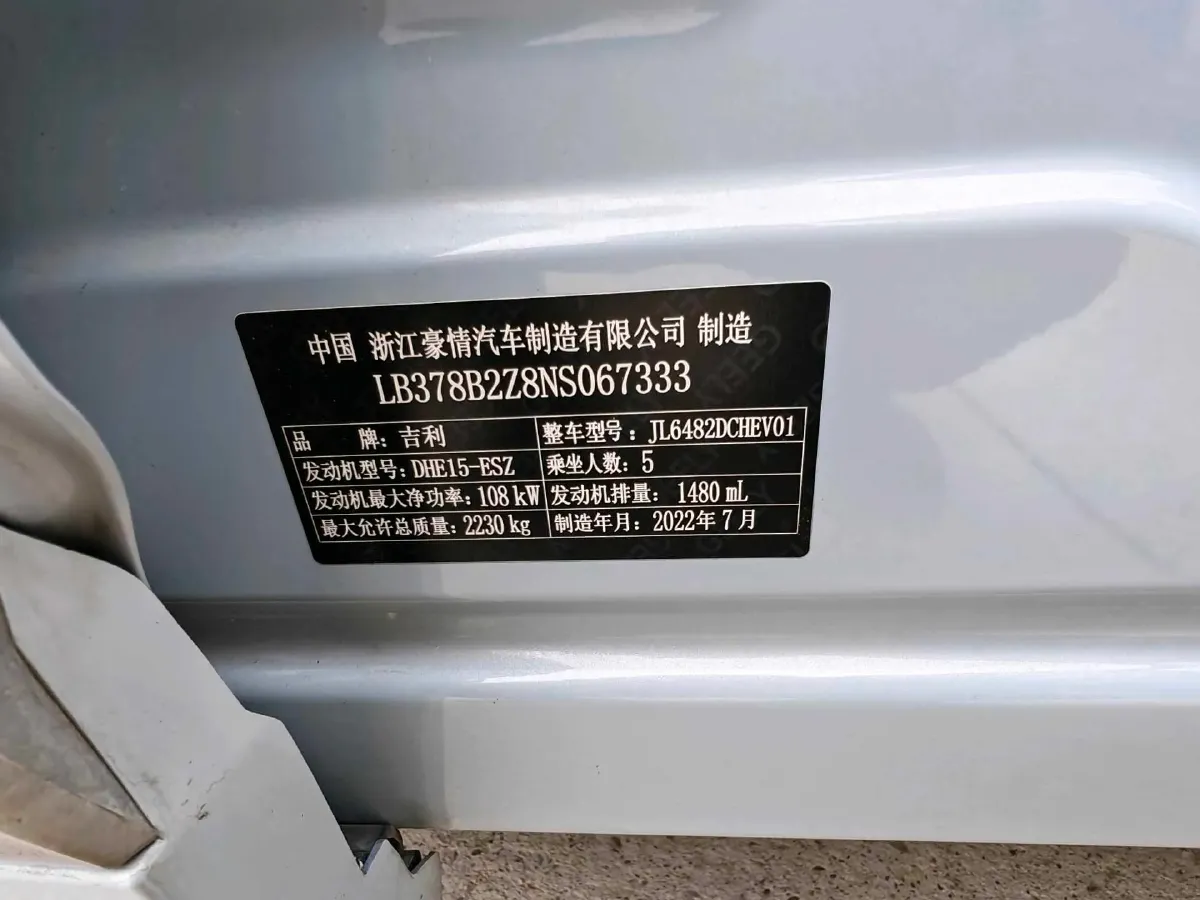 中国 浙江豪情汽车制造有限公司 制造
LB378B2Z8NS067333
品 牌：吉利 整车型号：JL6482DCHEV01
发动机型号：DHE15-ESZ 乘坐人数：5
发动机最大净功率：108 kW 发动机排量：1480 mL
最大允许总质量：2230 kg 制造年月：2022年7月